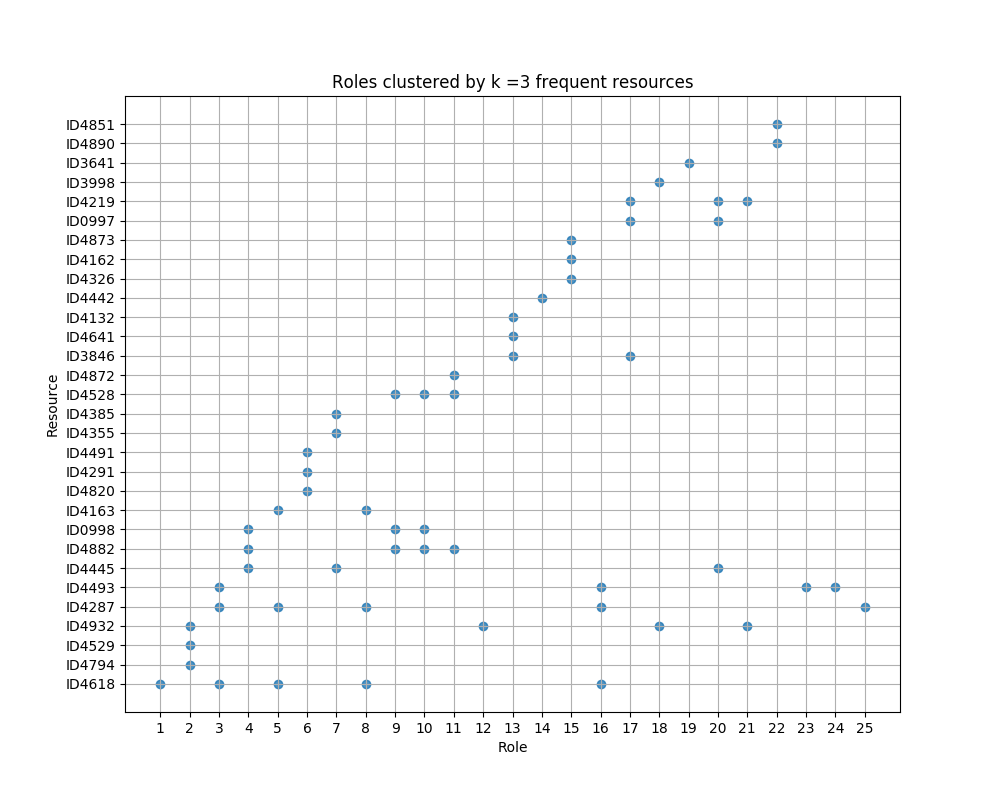 Roles clustered by k =3 frequent resources
ID4851
ID4890
ID3641
ID3998
ID4219
ID0997
ID4873
ID4162
ID4326
ID4442
ID4132
ID4641
ID3846
ID4872
ID4528
ID4385
ID4355
ID4491
ID4291
ID4820
ID4163
ID0998
ID4882
ID4445
ID4493
ID4287
ID4932
ID4529
ID4794
ID4618
Resource
1 2 3 4 5 6 7 8 9 10 11 12 13 14 15 16 17 18 19 20 21 22 23 24 25
Role